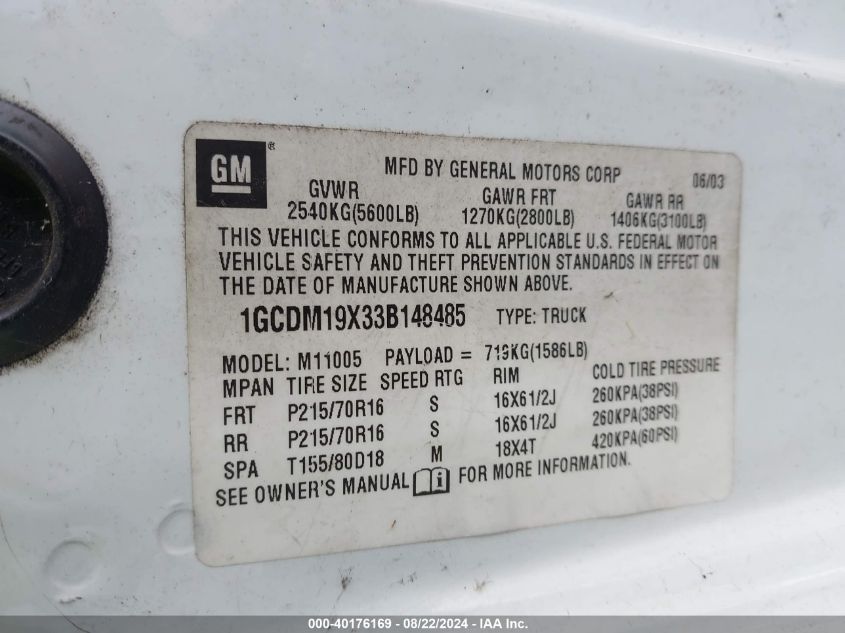 GM ® MFD BY GENERAL MOTORS CORP 06/03
GVWR GAWR FRT GAWR RR
2540KG(5600LB) 1270KG(2800LB) 1406KG(3100LB)
THIS VEHICLE CONFORMS TO ALL APPLICABLE U.S. FEDERAL MOTOR
VEHICLE SAFETY AND THEFT PREVENTION STANDARDS IN EFFECT ON
THE DATE OF MANUFACTURE SHOWN ABOVE.
1GCDM19X33B148485 TYPE: TRUCK
MODEL: M11005 PAYLOAD = 719KG(1586LB)
MPAN TIRE SIZE SPEED RTG RIM COLD TIRE PRESSURE
FRT P215/70R16 S 16X61/2J 260KPA(38PSI)
RR P215/70R16 S 16X61/2J 260KPA(38PSI)
SPA T155/80D18 M 18X4T 420KPA(60PSI)
SEE OWNER'S MANUAL FOR MORE INFORMATION.
000-40176169 - 08/22/2024 - IAA Inc.